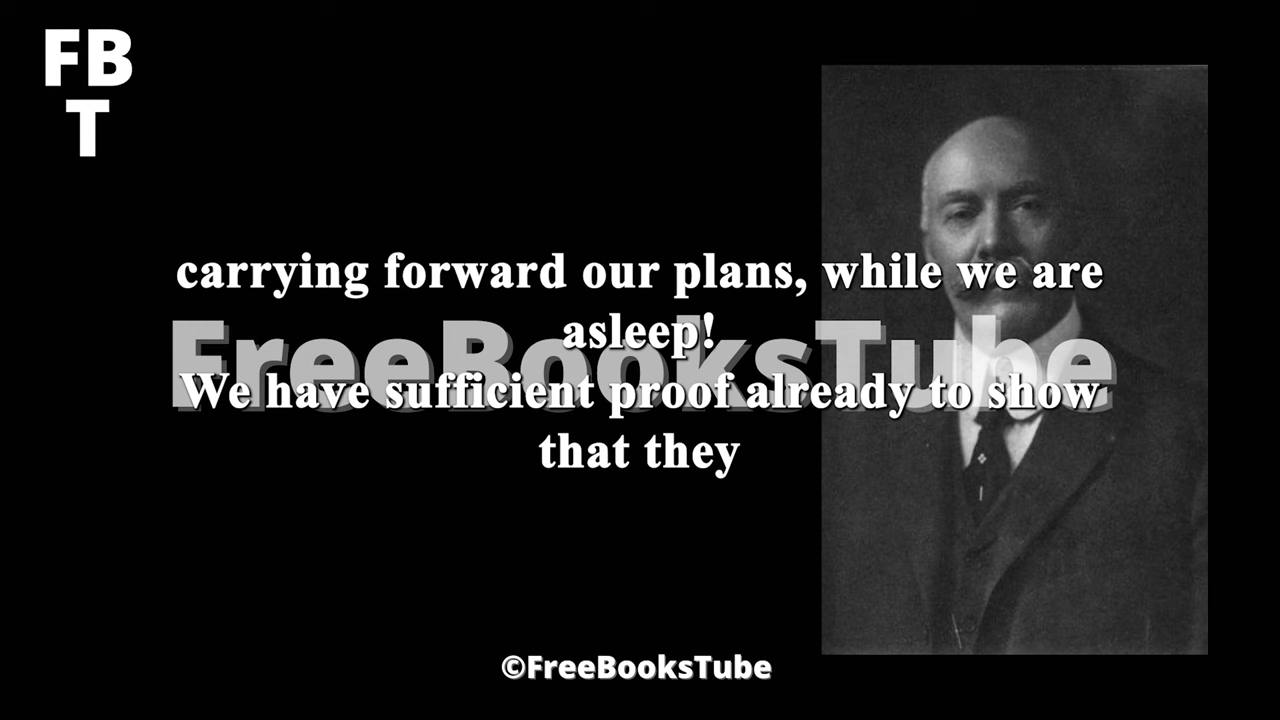 FB
T
carrying forward our plans, while we are
asleep!
FreeBooksTube
We have sufficient proof already to show
that they
©FreeBooksTube